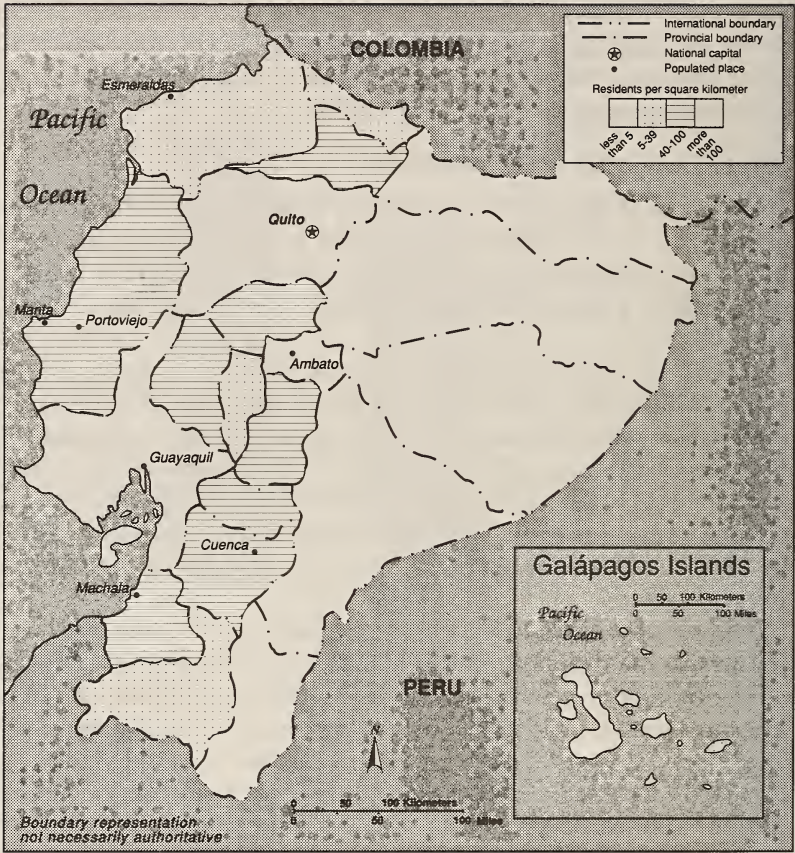 COLOMBIA
International boundary
Provincial boundary
National capital
Populated place
Residents per square kilometer
less than 5
5-39
40-100
more than 100
Esmeraldas
Pacific
Ocean
Quito
Manta
Portoviejo
Ambato
Guayaquil
Cuenca
Machala
PERU
N
0 50 100 Kilometers
0 50 100 Miles
Boundary representation
not necessarily authoritative
Galápagos Islands
0 50 100 Kilometers
0 50 100 Miles
Pacific
Ocean